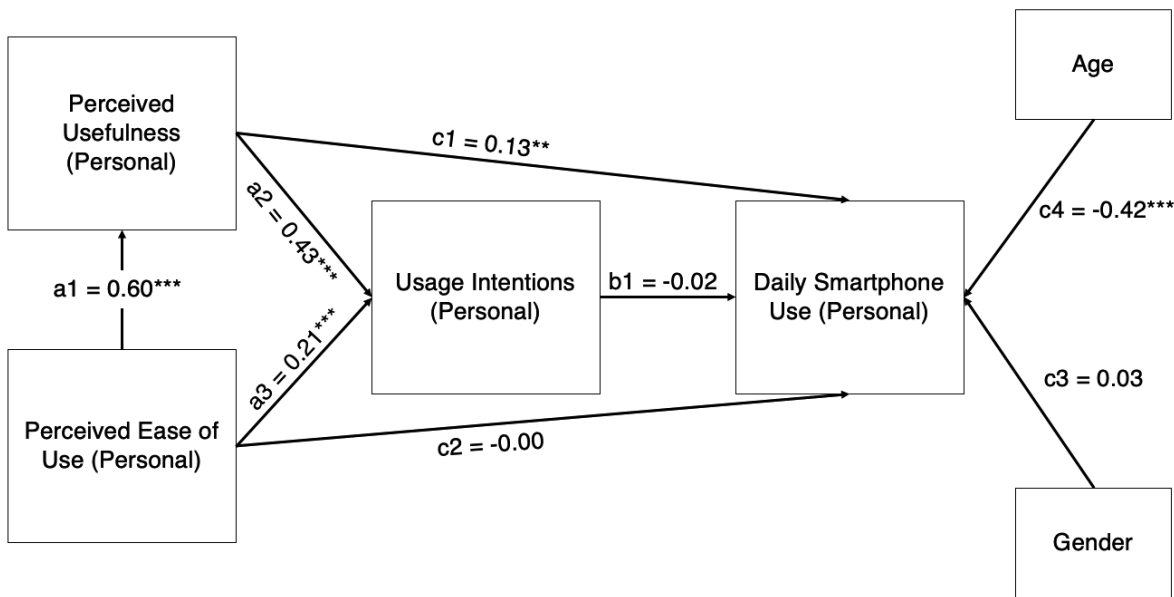 Perceived
Usefulness
(Personal)
Age
c1 = 0.13**
a2 = 0.43***
c4 = -0.42***
a1 = 0.60***
Usage Intentions
(Personal)
b1 = -0.02
Daily Smartphone
Use (Personal)
a3 = 0.21***
c3 = 0.03
Perceived Ease of
Use (Personal)
c2 = -0.00
Gender